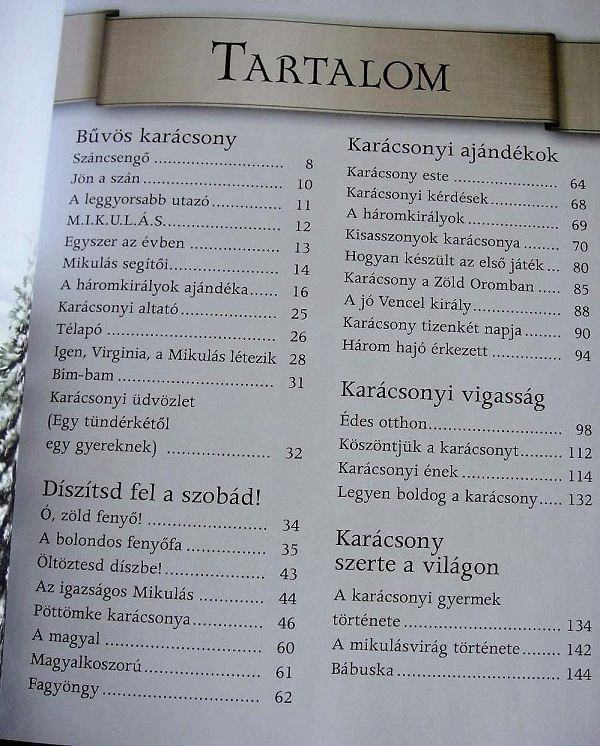 TARTALOM
Bűvös karácsony
Száncsengő ........................ 8
Jön a szán .......................... 10
A leggyorsabb utazó ............... 11
M.I.K.U.L.Á.S. ...................... 12
Egyszer az évben ................... 13
Mikulás segítői ..................... 14
A háromkirályok ajándéka ...... 16
Karácsonyi altató ................... 25
Télapó ................................ 26
Igen, Virginia, a Mikulás létezik 28
Bim-bam ............................. 31
Karácsonyi üdvözlet
(Egy tündérkétől
egy gyereknek) .................. 32
Díszítsd fel a szobád!
Ó, zöld fenyő! ...................... 34
A bolondos fenyőfa ................ 35
Öltöztesd díszbe! ................... 43
Az igazságos Mikulás ............. 44
Pöttömke karácsonya .............. 46
A magyal ............................ 60
Magyalkoszorú ..................... 61
Fagyöngy ............................ 62
Karácsonyi ajándékok
Karácsony este ..................... 64
Karácsonyi kérdések .............. 68
A háromkirályok ................... 69
Kisasszonyok karácsonya ........ 70
Hogyan készült az első játék ... 80
Karácsony a Zöld Oromban ..... 85
A jó Vencel király ................. 88
Karácsony tizenkét napja ........ 90
Három hajó érkezett .............. 94
Karácsonyi vigasság
Édes otthon .......................... 98
Köszöntjük a karácsonyt ......... 112
Karácsonyi ének ................... 114
Legyen boldog a karácsony ..... 132
Karácsony
szerte a világon
A karácsonyi gyermek
története ............................ 134
A mikulásvirág története ........ 142
Bábuska .............................. 144